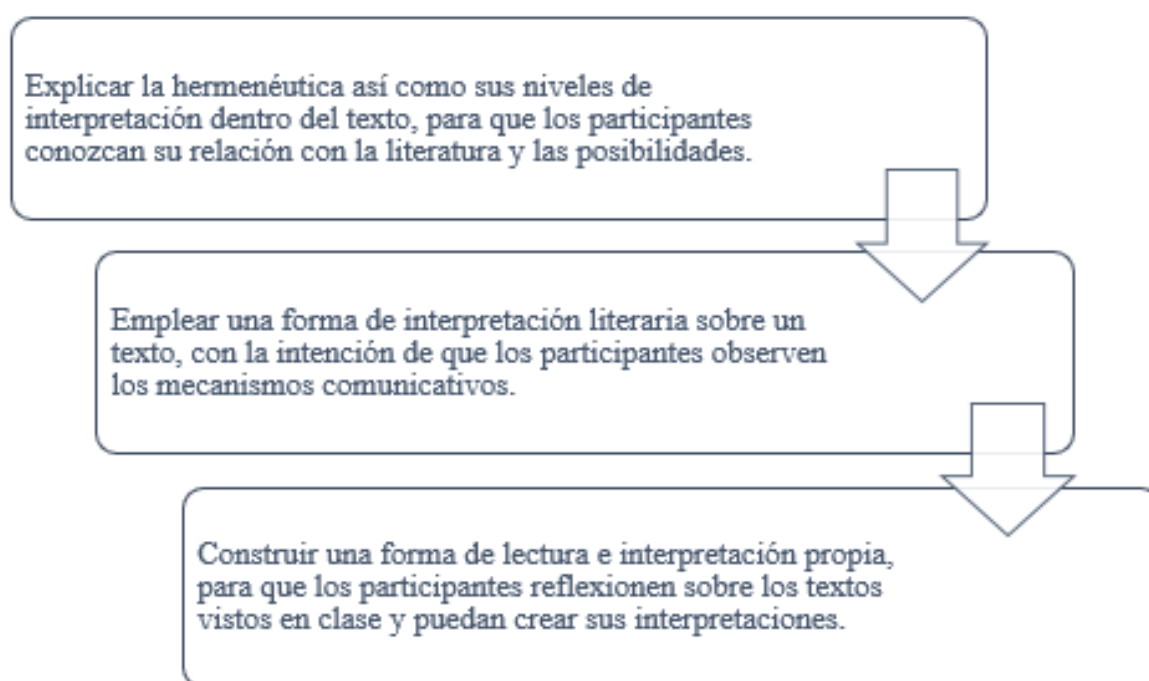 Explicar la hermenéutica así como sus niveles de
interpretación dentro del texto, para que los participantes
conozcan su relación con la literatura y las posibilidades.
Emplear una forma de interpretación literaria sobre un
texto, con la intención de que los participantes observen
los mecanismos comunicativos.
Construir una forma de lectura e interpretación propia,
para que los participantes reflexionen sobre los textos
vistos en clase y puedan crear sus interpretaciones.